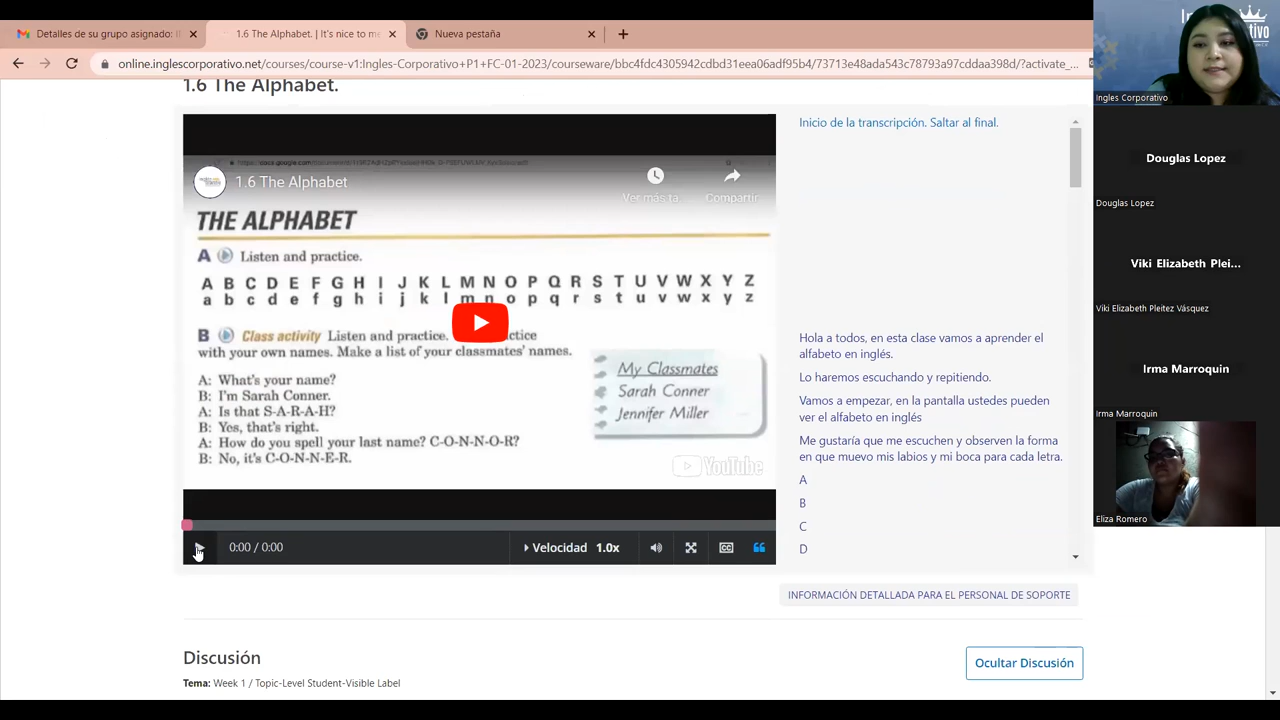 Detalles de su grupo asignado: I
1.6 The Alphabet. | It's nice to me
Nueva pestaña
online.inglescorporativo.net/courses/course-v1:Ingles-Corporativo+P1+FC-01-2023/courseware/bbc4fdc4305942cdbd31eea06adf95b4/73713e48ada543c78793a97cddaa398d/?activate_...
1.6 The Alphabet.
1.6 The Alphabet
Ver más ta...
Compartir
THE ALPHABET
A Listen and practice.
A B C D E F G H I J K L M N O P Q R S T U V W X Y Z
a b c d e f g h i j k l m n o p q r s t u v w x y z
B Class activity Listen and practice.
with your own names. Make a list of your classmates' names.
A: What's your name?
B: I'm Sarah Conner.
A: Is that S-A-R-A-H?
B: Yes, that's right.
A: How do you spell your last name? C-O-N-N-O-R?
B: No, it's C-O-N-N-E-R.
My Classmates
Sarah Conner
Jennifer Miller
YouTube
0:00 / 0:00
Velocidad 1.0x
Inicio de la transcripción. Saltar al final.
Hola a todos, en esta clase vamos a aprender el
alfabeto en inglés.
Lo haremos escuchando y repitiendo.
Vamos a empezar, en la pantalla ustedes pueden
ver el alfabeto en inglés
Me gustaría que me escuchen y observen la forma
en que muevo mis labios y mi boca para cada letra.
A
B
C
D
INFORMACIÓN DETALLADA PARA EL PERSONAL DE SOPORTE
Discusión
Ocultar Discusión
Tema: Week 1 / Topic-Level Student-Visible Label
Ingles Corporativo
Douglas Lopez
Douglas Lopez
Viki Elizabeth Plei...
Viki Elizabeth Pleitez Vásquez
Irma Marroquin
Irma Marroquin
Eliza Romero